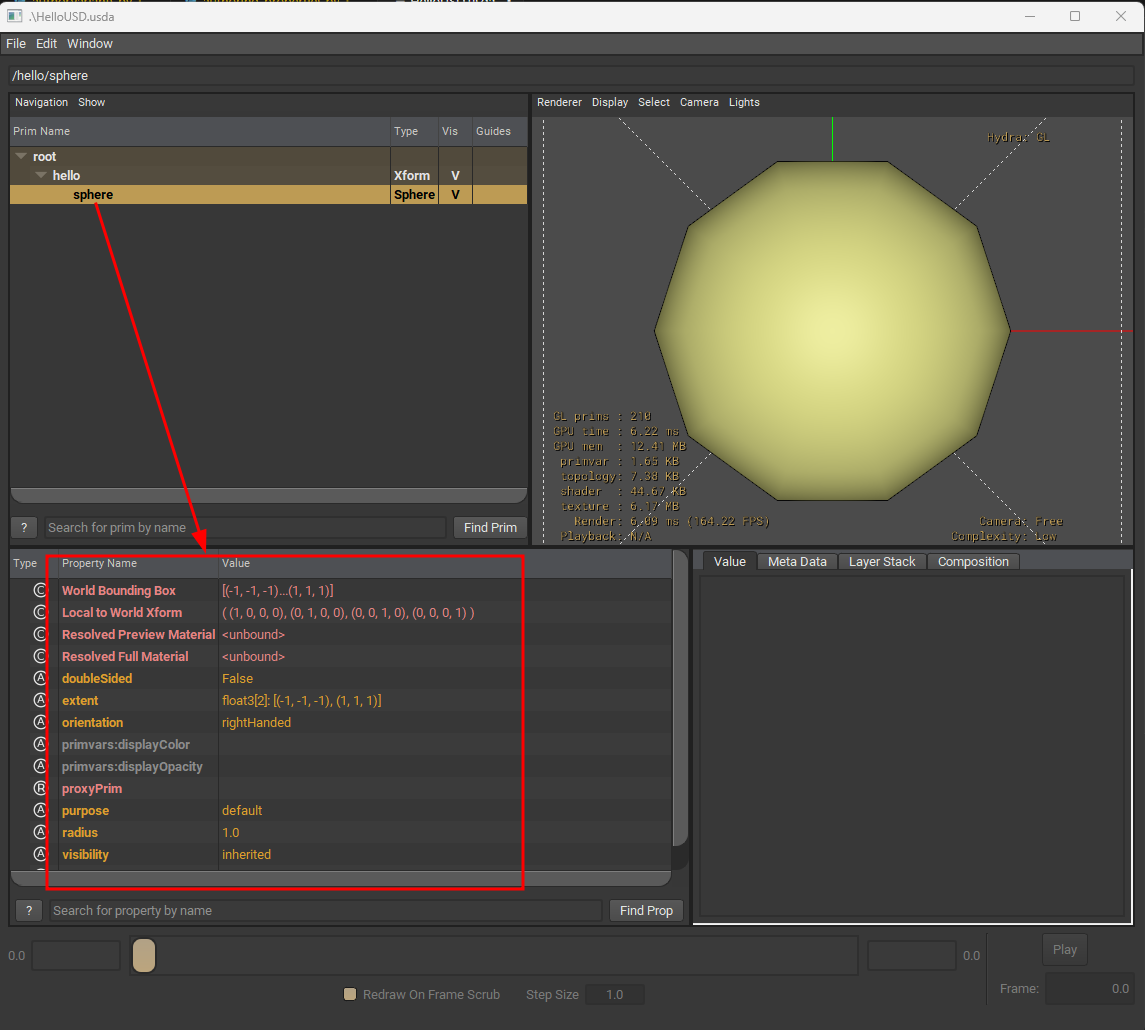 .\HelloUSD.usda
File Edit Window
/hello/sphere
Navigation Show
Prim Name Type Vis Guides
root
hello Xform V
sphere Sphere V
? Search for prim by name Find Prim
Renderer Display Select Camera Lights
Hydra: GL
GL prims : 210
GPU time : 6.22 ms
GPU mem : 12.41 MB
primvar : 1.65 KB
topology: 7.38 KB
shader : 44.67 KB
texture : 6.17 MB
Render: 6.09 ms (164.22 FPS)
Playback: N/A
Camera: Free
Complexity: Low
Type Property Name Value
C World Bounding Box [(-1, -1, -1)...(1, 1, 1)]
C Local to World Xform ( (1, 0, 0, 0), (0, 1, 0, 0), (0, 0, 1, 0), (0, 0, 0, 1) )
C Resolved Preview Material <unbound>
C Resolved Full Material <unbound>
A doubleSided False
A extent float3[2]: [(-1, -1, -1), (1, 1, 1)]
A orientation rightHanded
A primvars:displayColor
A primvars:displayOpacity
R proxyPrim
A purpose default
A radius 1.0
A visibility inherited
? Search for property by name Find Prop
Value Meta Data Layer Stack Composition
0.0 0.0 Play
Redraw On Frame Scrub Step Size 1.0 Frame: 0.0